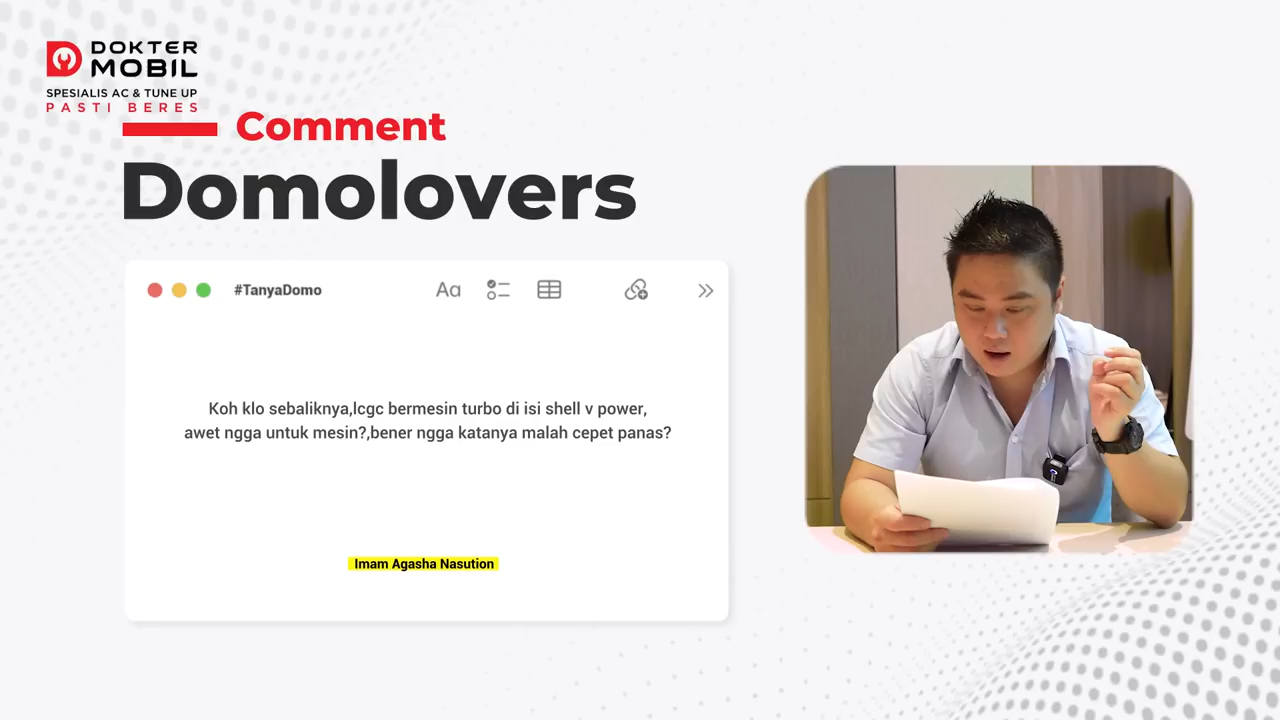 DOKTER
MOBIL
SPESIALIS AC & TUNE UP
PASTI BERES
Comment
Domolovers
#TanyaDomo
Aa
Koh klo sebaliknya,lcgc bermesin turbo di isi shell v power,
awet ngga untuk mesin?,bener ngga katanya malah cepet panas?
Imam Agasha Nasution